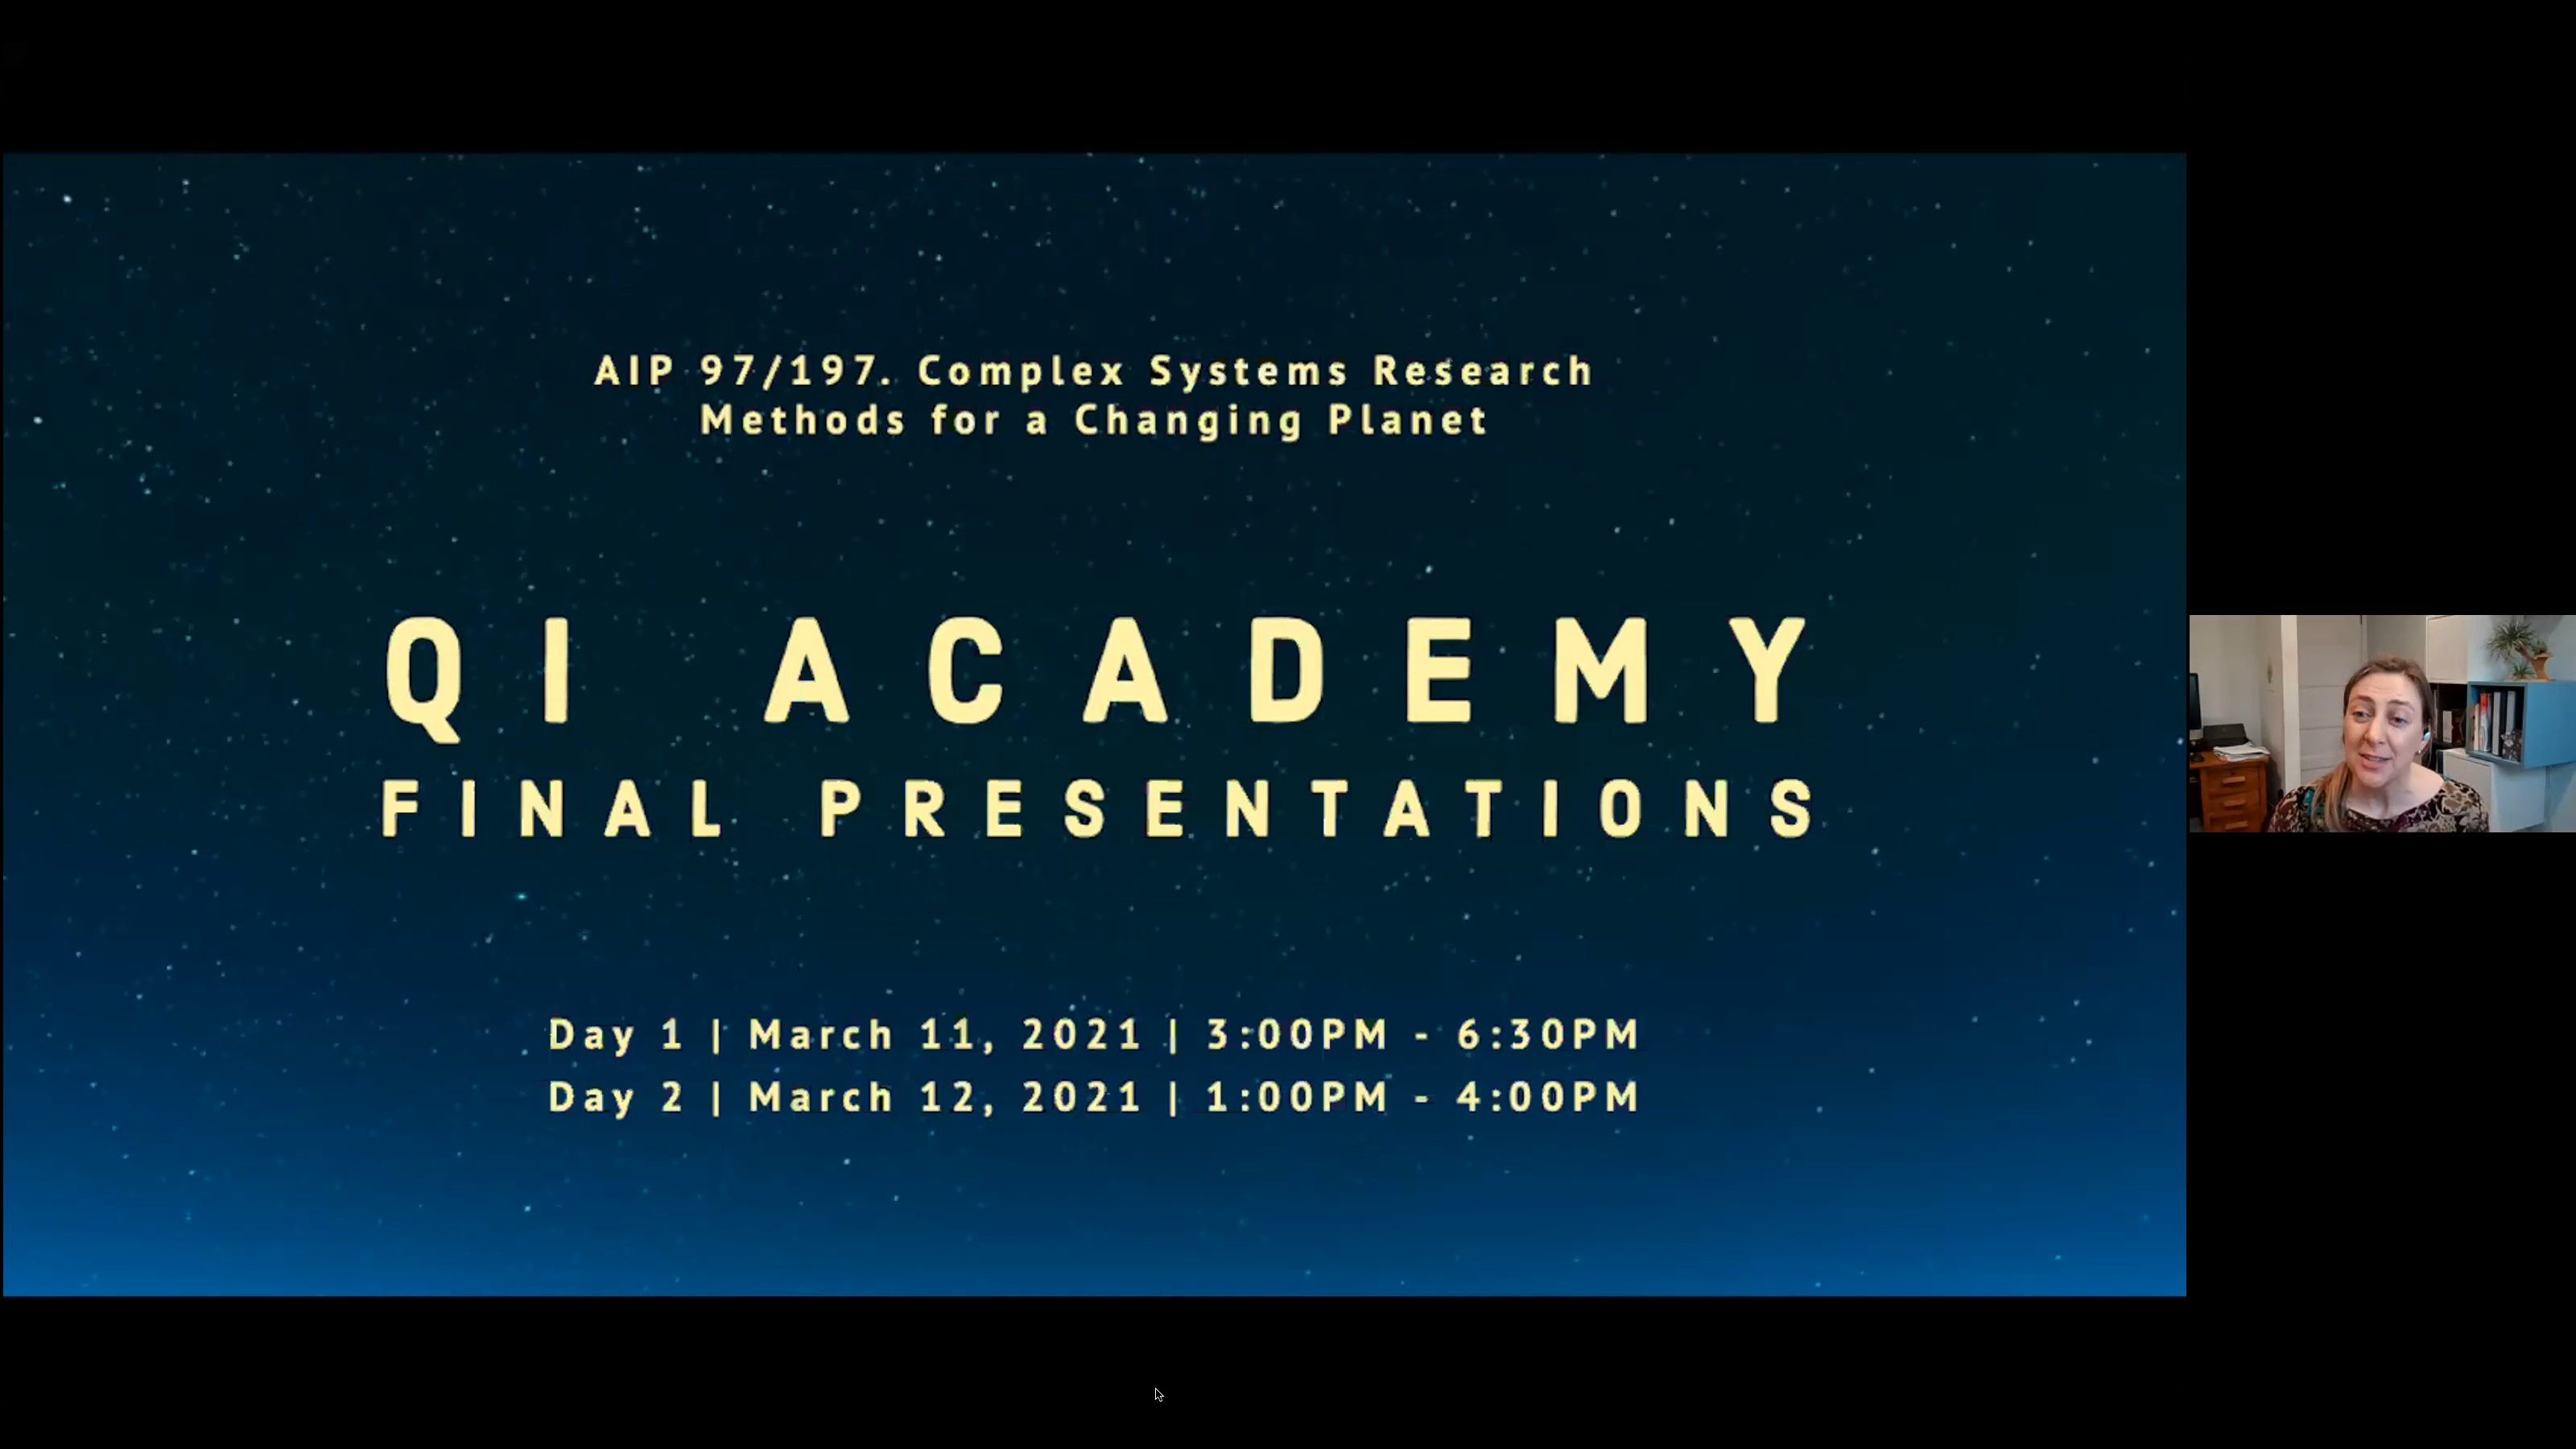 AIP 97/197. Complex Systems Research
Methods for a Changing Planet
QI ACADEMY
FINAL PRESENTATIONS
Day 1 | March 11, 2021 | 3:00PM - 6:30PM
Day 2 | March 12, 2021 | 1:00PM - 4:00PM